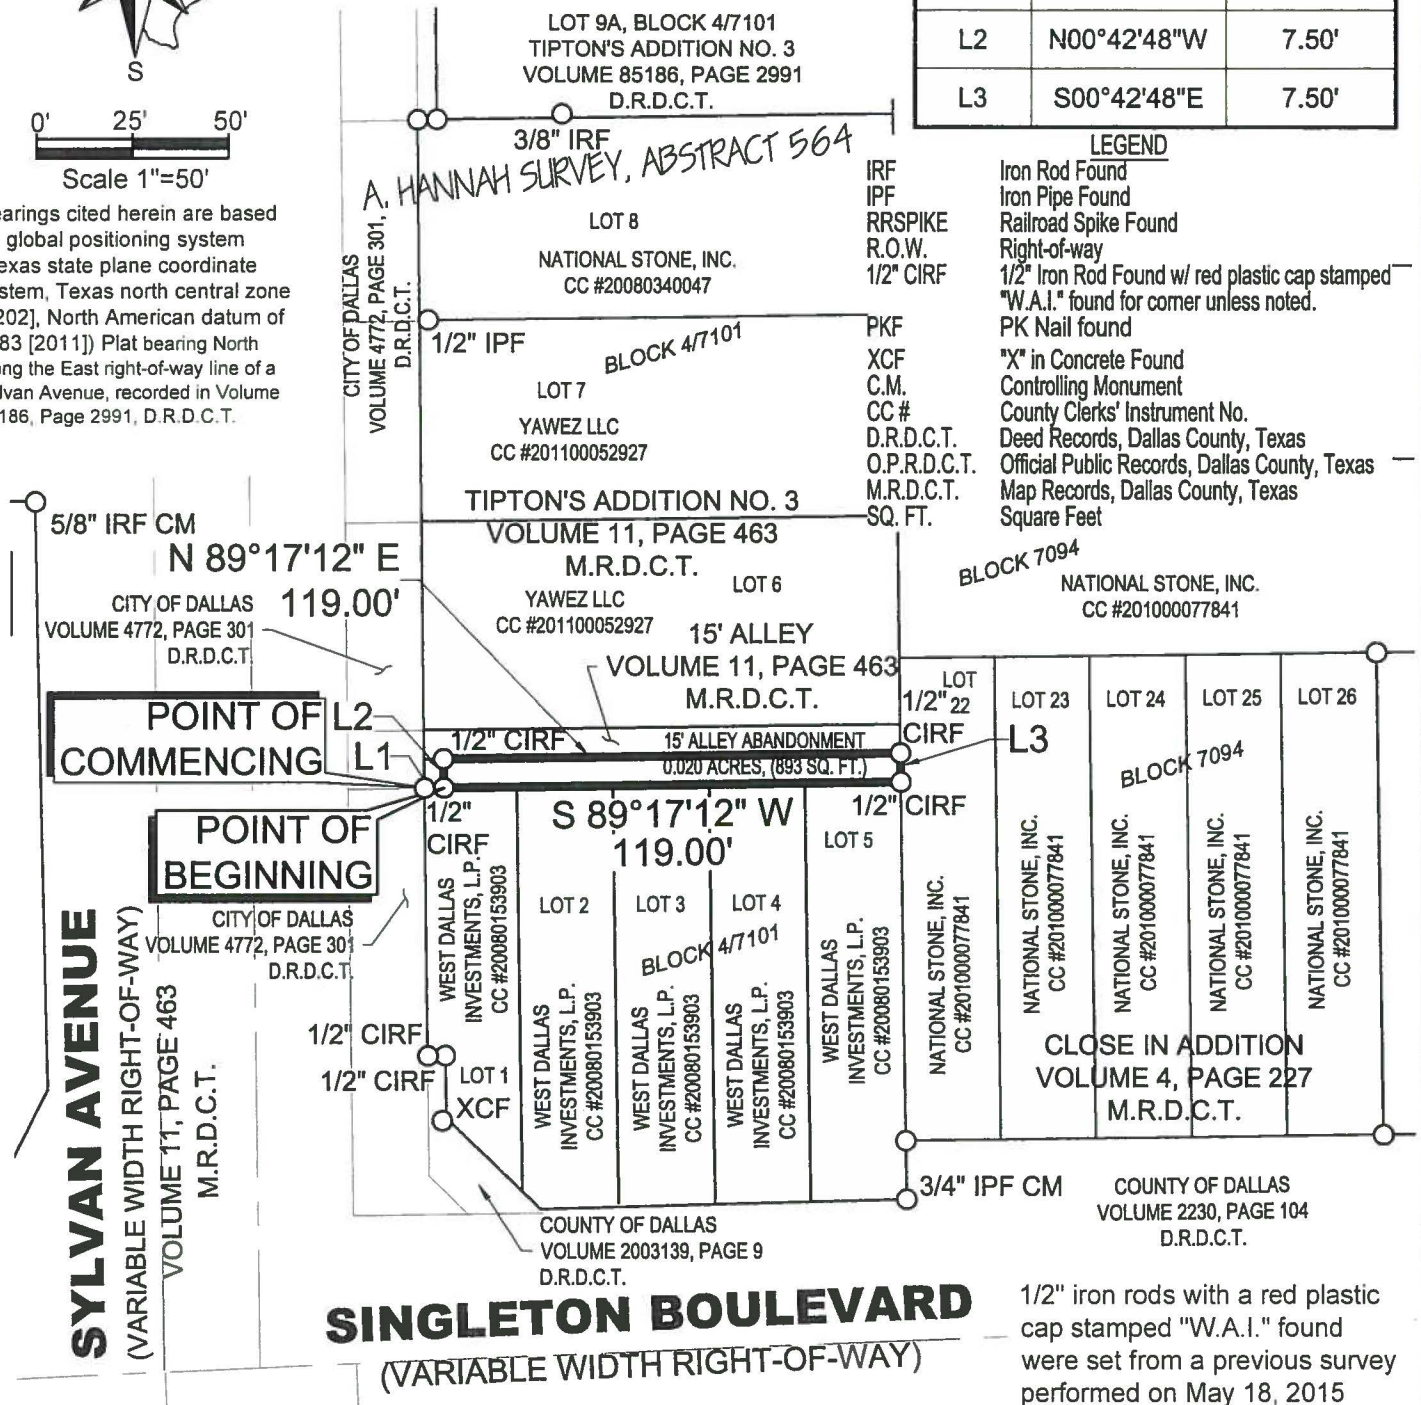 S
0' 25' 50'
Scale 1"=50'
earings cited herein are based
global positioning system
exas state plane coordinate
stem, Texas north central zone
202], North American datum of
83 [2011]) Plat bearing North
ng the East right-of-way line of a
lvan Avenue, recorded in Volume
186, Page 2991, D.R.D.C.T.
LOT 9A, BLOCK 4/7101
TIPTON'S ADDITION NO. 3
VOLUME 85186, PAGE 2991
D.R.D.C.T.
L2 N00°42'48"W 7.50'
L3 S00°42'48"E 7.50'
3/8" IRF
A. HANNAH SURVEY, ABSTRACT 564
LEGEND
IRF Iron Rod Found
IPF Iron Pipe Found
RRSPIKE Railroad Spike Found
R.O.W. Right-of-way
1/2" CIRF 1/2" Iron Rod Found w/ red plastic cap stamped
"W.A.I." found for corner unless noted.
PKF PK Nail found
XCF "X" in Concrete Found
C.M. Controlling Monument
CC # County Clerks' Instrument No.
D.R.D.C.T. Deed Records, Dallas County, Texas
O.P.R.D.C.T. Official Public Records, Dallas County, Texas
M.R.D.C.T. Map Records, Dallas County, Texas
SQ. FT. Square Feet
LOT 8
NATIONAL STONE, INC.
CC #20080340047
CITY OF DALLAS
VOLUME 4772, PAGE 301,
D.R.D.C.T.
1/2" IPF
BLOCK 4/7101
LOT 7
YAWEZ LLC
CC #201100052927
TIPTON'S ADDITION NO. 3
VOLUME 11, PAGE 463
M.R.D.C.T.
LOT 6
YAWEZ LLC
CC #201100052927
15' ALLEY
VOLUME 11, PAGE 463
M.R.D.C.T.
5/8" IRF CM
N 89°17'12" E
119.00'
CITY OF DALLAS
VOLUME 4772, PAGE 301
D.R.D.C.T
BLOCK 7094
NATIONAL STONE, INC.
CC #201000077841
POINT OF
COMMENCING
L2
L1
1/2" CIRF
15' ALLEY ABANDONMENT
0.020 ACRES, (893 SQ. FT.)
1/2"
CIRF
L3
LOT
22
LOT 23
LOT 24
LOT 25
LOT 26
BLOCK 7094
POINT OF
BEGINNING
1/2"
CIRF
S 89°17'12" W
119.00'
1/2" CIRF
LOT 5
LOT 2
LOT 3
LOT 4
BLOCK 4/7101
CITY OF DALLAS
VOLUME 4772, PAGE 301
D.R.D.C.T.
WEST DALLAS
INVESTMENTS, L.P.
CC #20080153903
WEST DALLAS
INVESTMENTS, L.P.
CC #20080153903
WEST DALLAS
INVESTMENTS, L.P.
CC #20080153903
WEST DALLAS
INVESTMENTS, L.P.
CC #20080153903
WEST DALLAS
INVESTMENTS, L.P.
CC #20080153903
NATIONAL STONE, INC.
CC #201000077841
NATIONAL STONE, INC.
CC #201000077841
NATIONAL STONE, INC.
CC #201000077841
NATIONAL STONE, INC.
CC #201000077841
NATIONAL STONE, INC.
CC #201000077841
1/2" CIRF
1/2" CIRF
LOT 1
XCF
CLOSE IN ADDITION
VOLUME 4, PAGE 227
M.R.D.C.T.
3/4" IPF CM
COUNTY OF DALLAS
VOLUME 2230, PAGE 104
D.R.D.C.T.
COUNTY OF DALLAS
VOLUME 2003139, PAGE 9
D.R.D.C.T.
SYLVAN AVENUE
(VARIABLE WIDTH RIGHT-OF-WAY)
VOLUME 11, PAGE 463
M.R.D.C.T.
SINGLETON BOULEVARD
(VARIABLE WIDTH RIGHT-OF-WAY)
1/2" iron rods with a red plastic
cap stamped "W.A.I." found
were set from a previous survey
performed on May 18, 2015